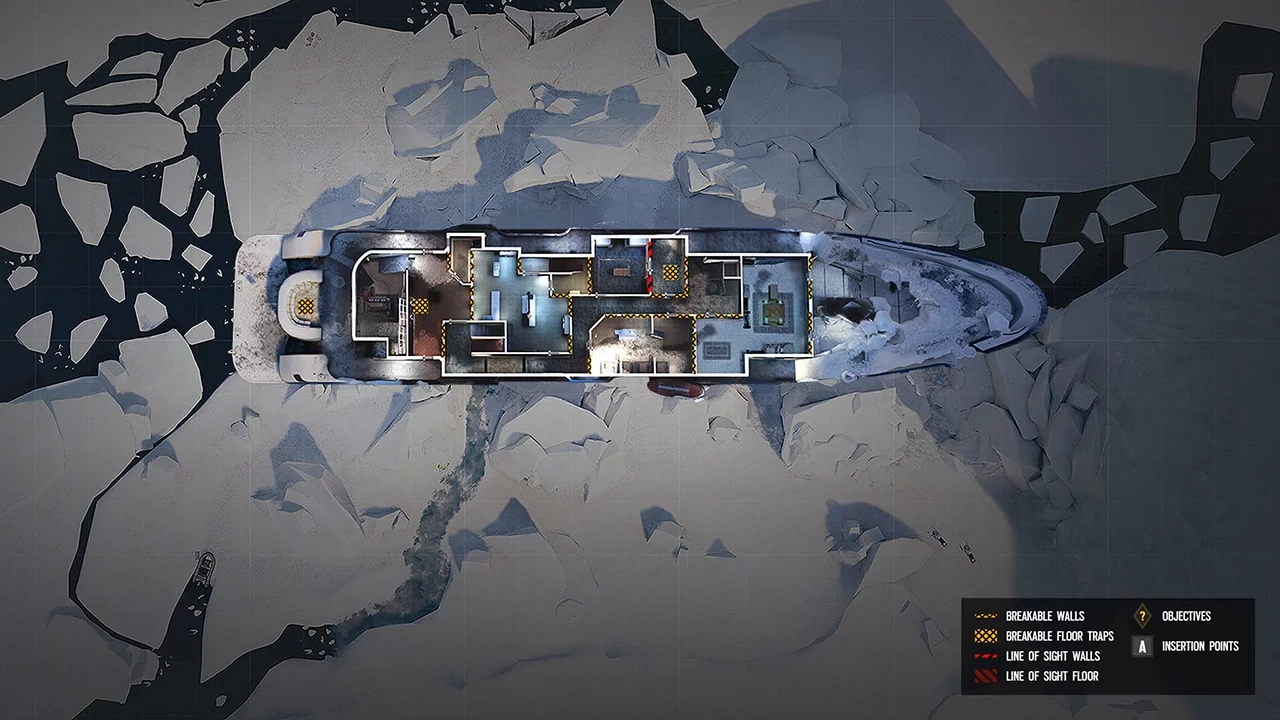 BREAKABLE WALLS
BREAKABLE FLOOR TRAPS
LINE OF SIGHT WALLS
LINE OF SIGHT FLOOR
? OBJECTIVES
A INSERTION POINTS